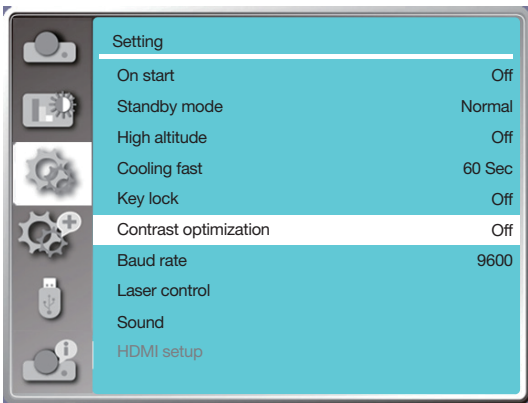 Setting
On start Off
Standby mode Normal
High altitude Off
Cooling fast 60 Sec
Key lock Off
Contrast optimization Off
Baud rate 9600
Laser control
Sound
HDMI setup